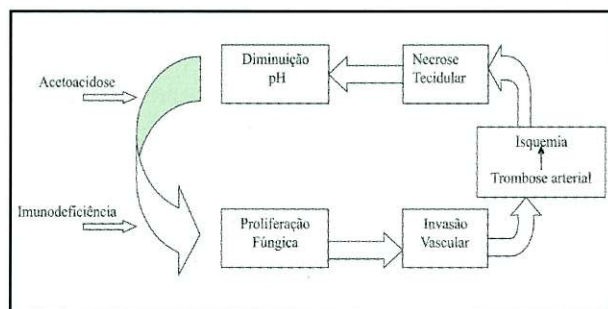 Acetoacidose
Imunodeficiência
Diminuição
pH
Necrose
Tecidular
Isquemia
Trombose arterial
Proliferação
Fúngica
Invasão
Vascular